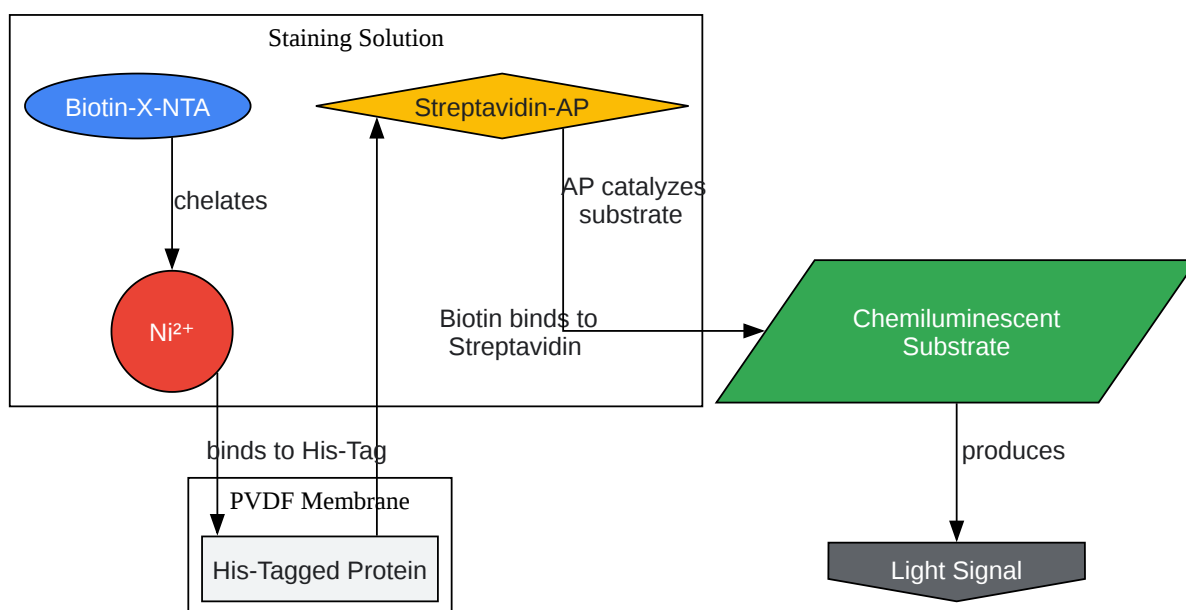 Staining Solution
Biotin-X-NTA
Streptavidin-AP
chelates
AP catalyzes
substrate
Ni²⁺
Biotin binds to
Streptavidin
Chemiluminescent
Substrate
binds to His-Tag
produces
PVDF Membrane
His-Tagged Protein
Light Signal